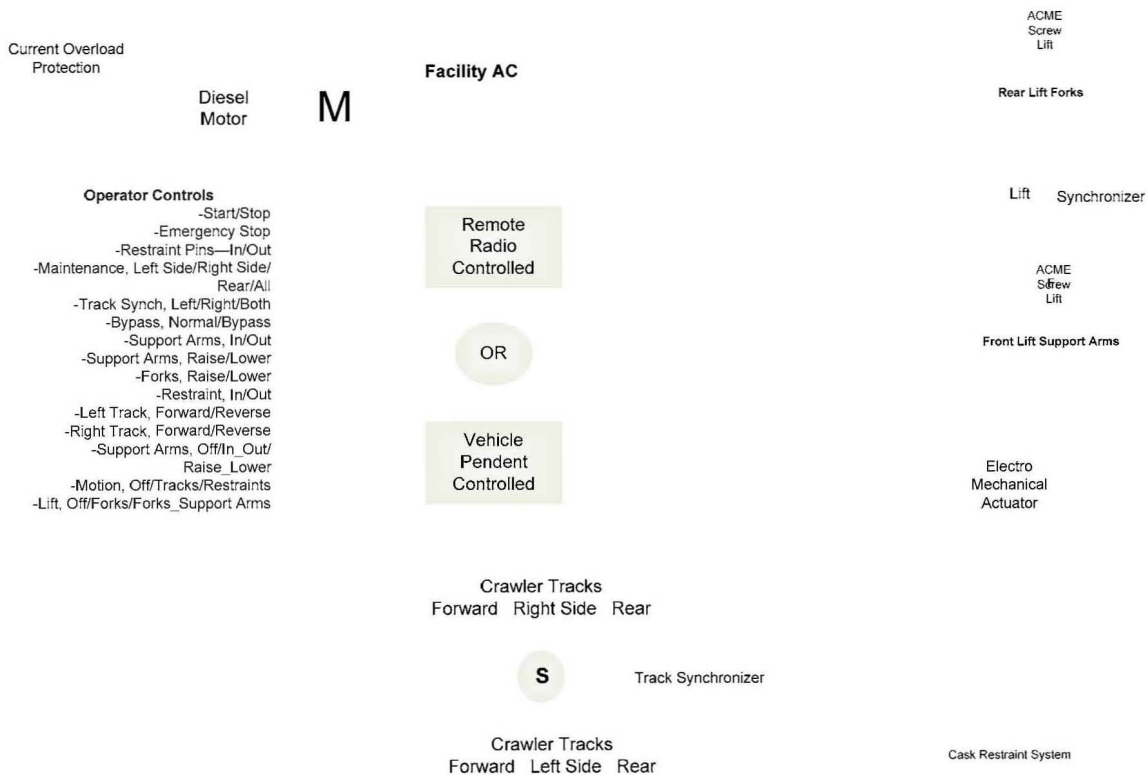 Current Overload
Protection
Diesel
Motor
M
Facility AC
ACME
Screw
Lift
Rear Lift Forks
Operator Controls
-Start/Stop
-Emergency Stop
-Restraint Pins—In/Out
-Maintenance, Left Side/Right Side/
Rear/All
-Track Synch, Left/Right/Both
-Bypass, Normal/Bypass
-Support Arms, In/Out
-Support Arms, Raise/Lower
-Forks, Raise/Lower
-Restraint, In/Out
-Left Track, Forward/Reverse
-Right Track, Forward/Reverse
-Support Arms, Off/In_Out/
Raise_Lower
-Motion, Off/Tracks/Restraints
-Lift, Off/Forks/Forks_Support Arms
Remote
Radio
Controlled
OR
Vehicle
Pendent
Controlled
Lift Synchronizer
ACME
Lift
Front Lift Support Arms
Electro
Mechanical
Actuator
Crawler Tracks
Forward Right Side Rear
S
Track Synchronizer
Crawler Tracks
Forward Left Side Rear
Cask Restraint System